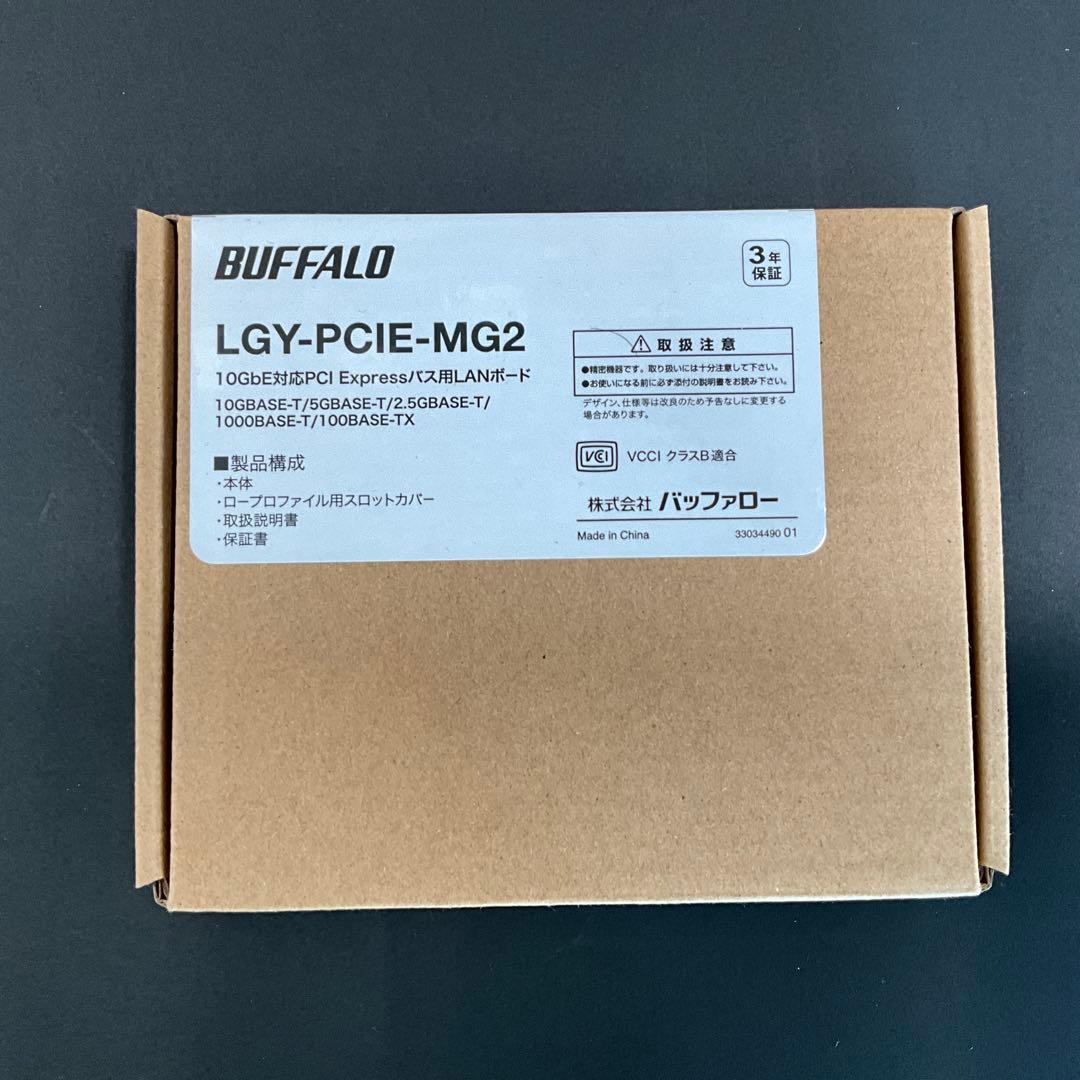 BUFFALO
3年
保証
LGY-PCIE-MG2
10GbE対応PCI Expressバス用LANボード
10GBASE-T/5GBASE-T/2.5GBASE-T/
1000BASE-T/100BASE-TX
■製品構成
・本体
・ロープロファイル用スロットカバー
・取扱説明書
・保証書
⚠取扱注意
●精密機器です。取り扱いには十分注意して下さい。
●お使いになる前に必ず添付の説明書をお読み下さい。
デザイン、仕様等は改良のため予告なしに変更する
場合があります。
VCCI VCCI クラスB適合
株式会社 バッファロー
Made in China 33034490 01